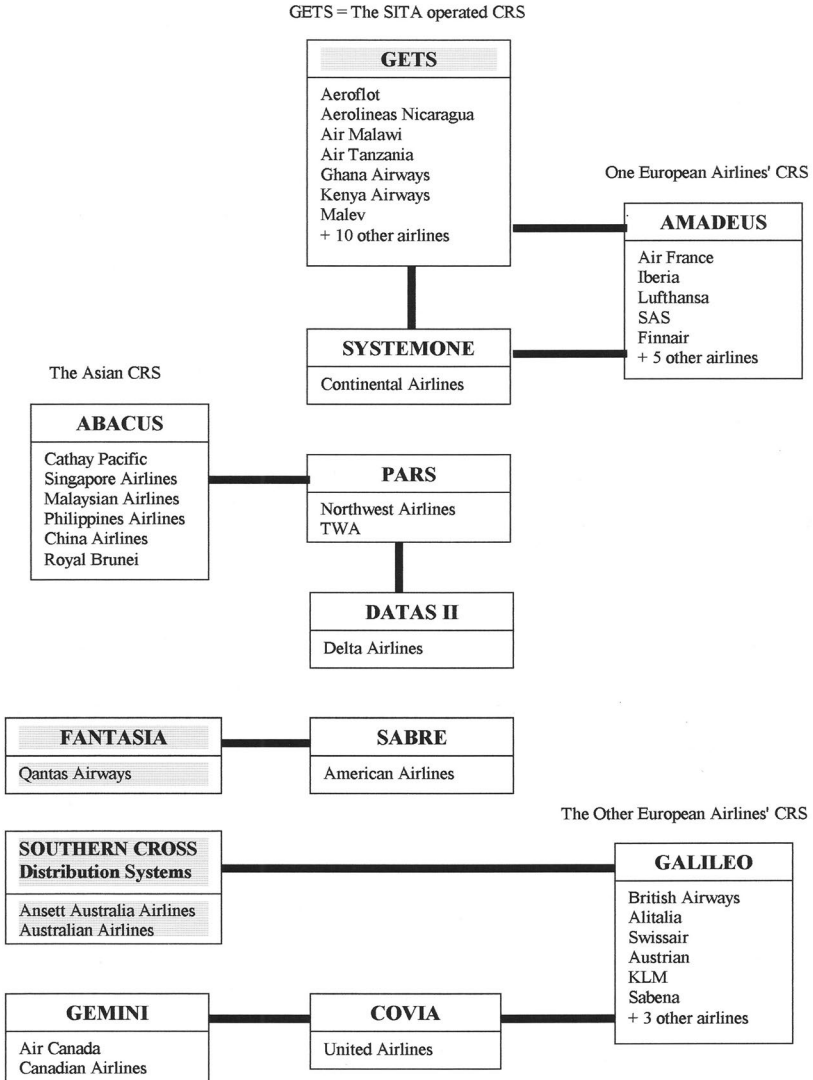 GETS = The SITA operated CRS
GETS
Aeroflot
Aerolineas Nicaragua
Air Malawi
Air Tanzania
Ghana Airways
Kenya Airways
Malev
+ 10 other airlines
One European Airlines' CRS
AMADEUS
Air France
Iberia
Lufthansa
SAS
Finnair
+ 5 other airlines
SYSTEMONE
Continental Airlines
The Asian CRS
ABACUS
Cathay Pacific
Singapore Airlines
Malaysian Airlines
Philippines Airlines
China Airlines
Royal Brunei
PARS
Northwest Airlines
TWA
DATAS II
Delta Airlines
FANTASIA
Qantas Airways
SABRE
American Airlines
The Other European Airlines' CRS
SOUTHERN CROSS
Distribution Systems
Ansett Australia Airlines
Australian Airlines
GALILEO
British Airways
Alitalia
Swissair
Austrian
KLM
Sabena
+ 3 other airlines
GEMINI
Air Canada
Canadian Airlines
COVIA
United Airlines